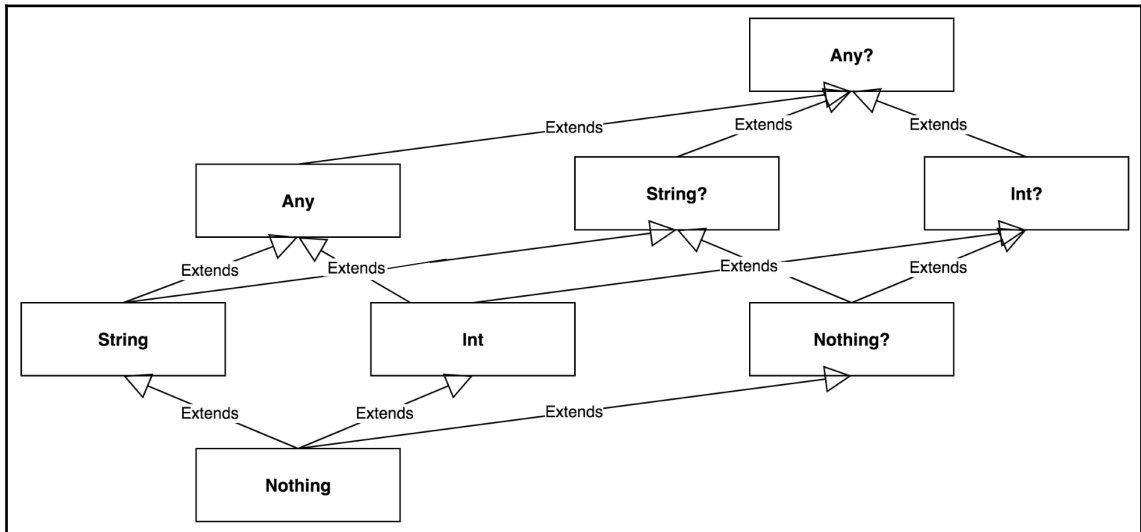 Any?
Extends Extends Extends
Any String? Int?
Extends Extends Extends Extends
String Int Nothing?
Extends Extends Extends
Nothing